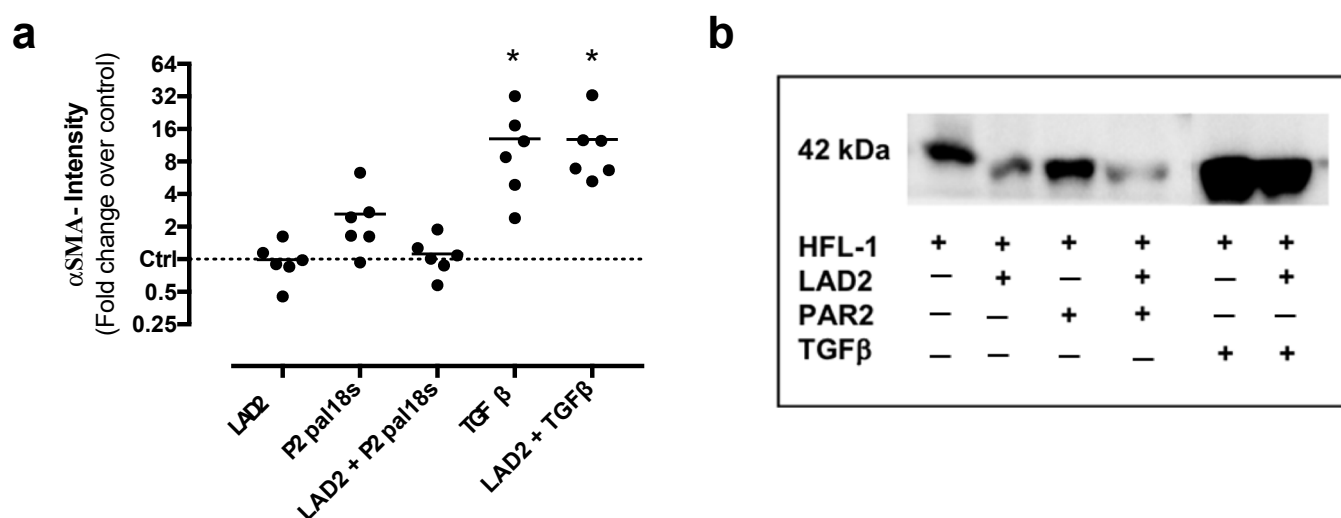 a
αSMA- Intensity
(Fold change over control)
64
32
16
8
4
2
Ctrl
0.5
0.25
* *
LAD2
P2 pal18s
LAD2 + P2 pal18s
TGF β
LAD2 + TGFβ
b
42 kDa
HFL-1 + + + + + +
LAD2 — + — + — +
PAR2 — — + + — —
TGFβ — — — — + +